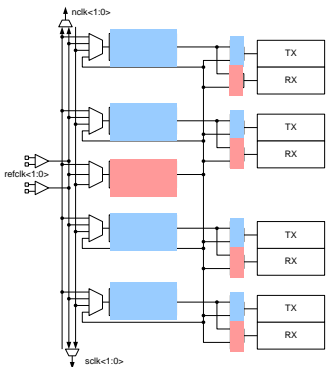 nclk<1:0>
TX
RX
TX
RX
refclk<1:0>
TX
RX
TX
RX
sclk<1:0>